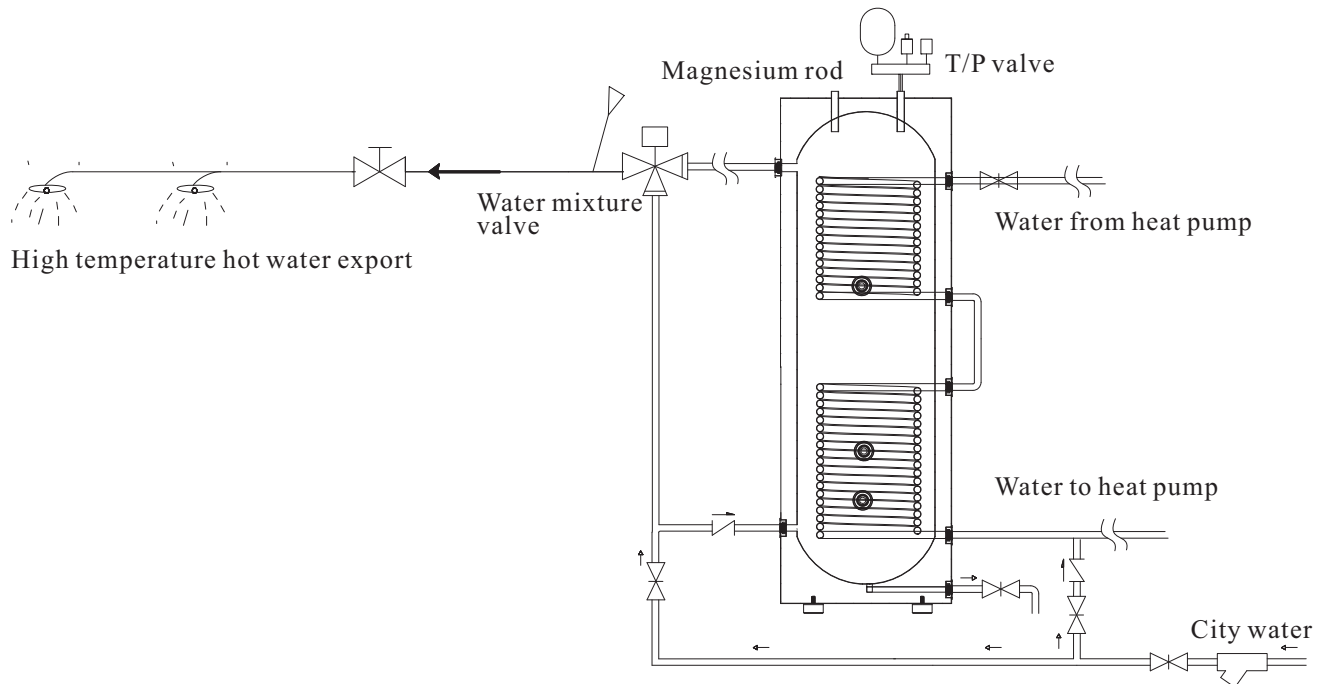 T/P valve
Magnesium rod
Water mixture
valve
Water from heat pump
High temperature hot water export
Water to heat pump
City water